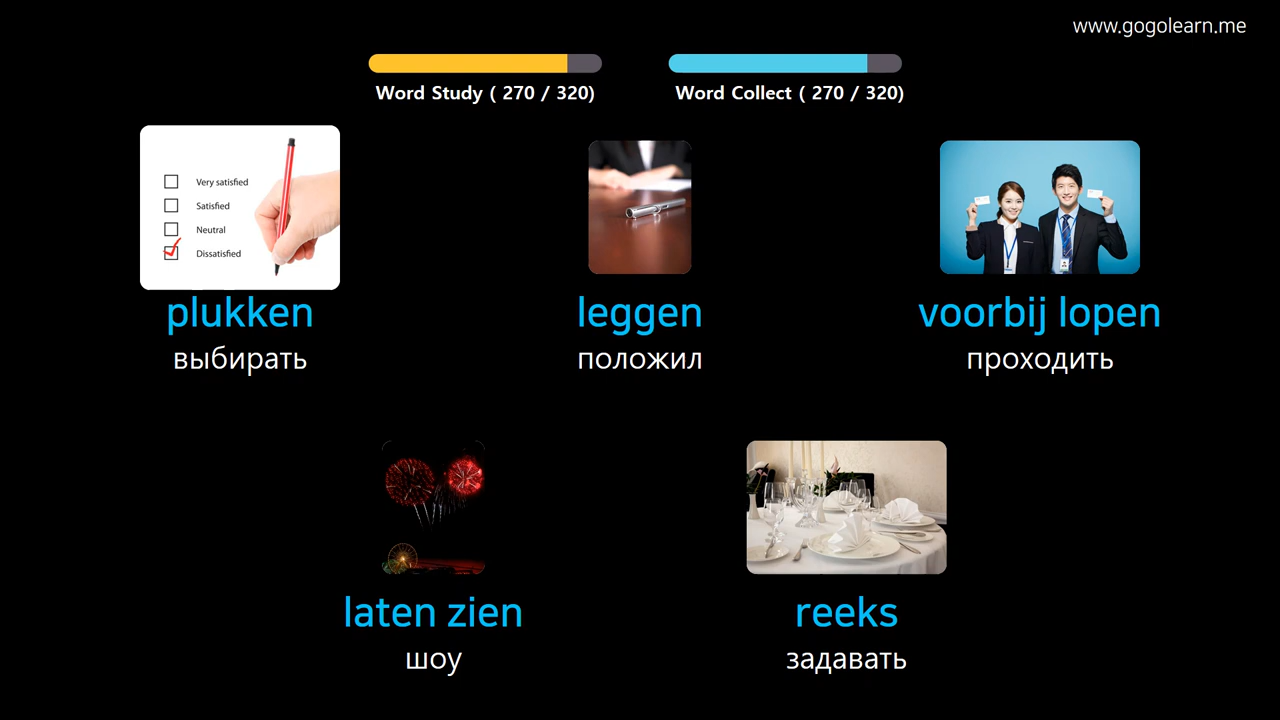 www.gogolearn.me
Word Study ( 270 / 320)
Word Collect ( 270 / 320)
Very satisfied
Satisfied
Neutral
Dissatisfied
plukken
выбирать
leggen
положил
voorbij lopen
проходить
laten zien
шоу
reeks
задавать